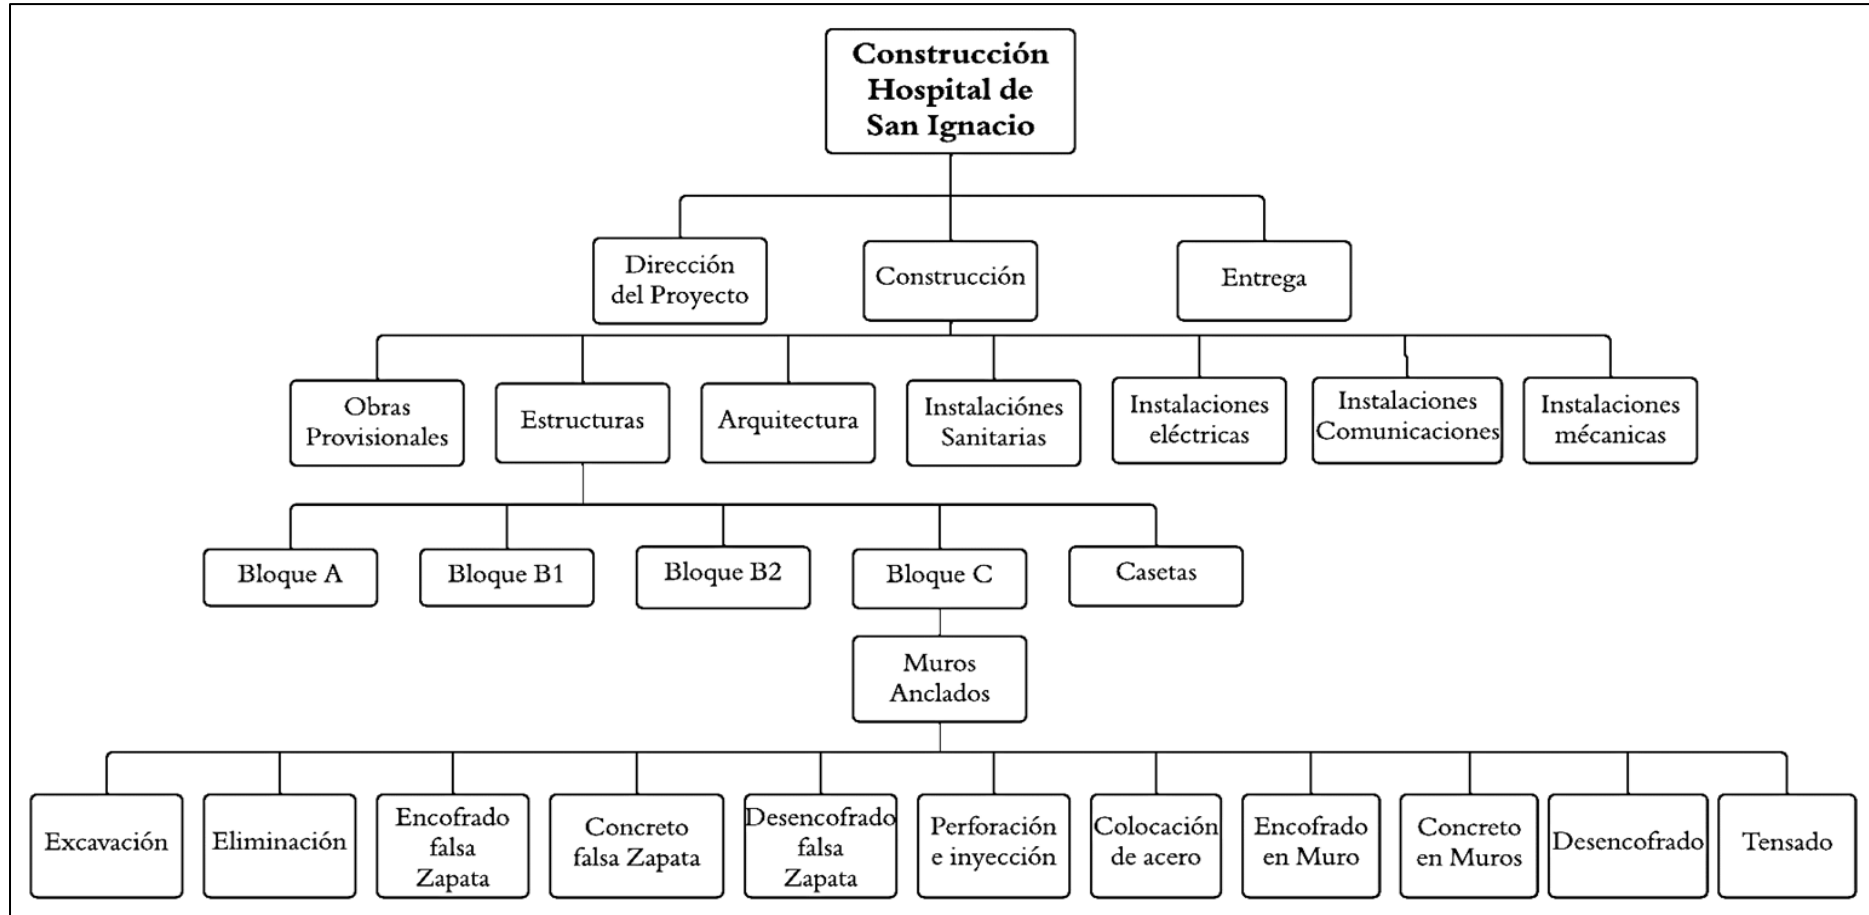 Construcción
Hospital de
San Ignacio
Dirección
del Proyecto
Construcción
Entrega
Obras
Provisionales
Estructuras
Arquitectura
Instalaciónes
Sanitarias
Instalaciones
eléctricas
Instalaciones
Comunicaciones
Instalaciones
mécanicas
Bloque A
Bloque B1
Bloque B2
Bloque C
Casetas
Muros
Anclados
Excavación
Eliminación
Encofrado
falsa
Zapata
Concreto
falsa Zapata
Desencofrado
falsa
Zapata
Perforación
e inyección
Colocación
de acero
Encofrado
en Muro
Concreto
en Muros
Desencofrado
Tensado